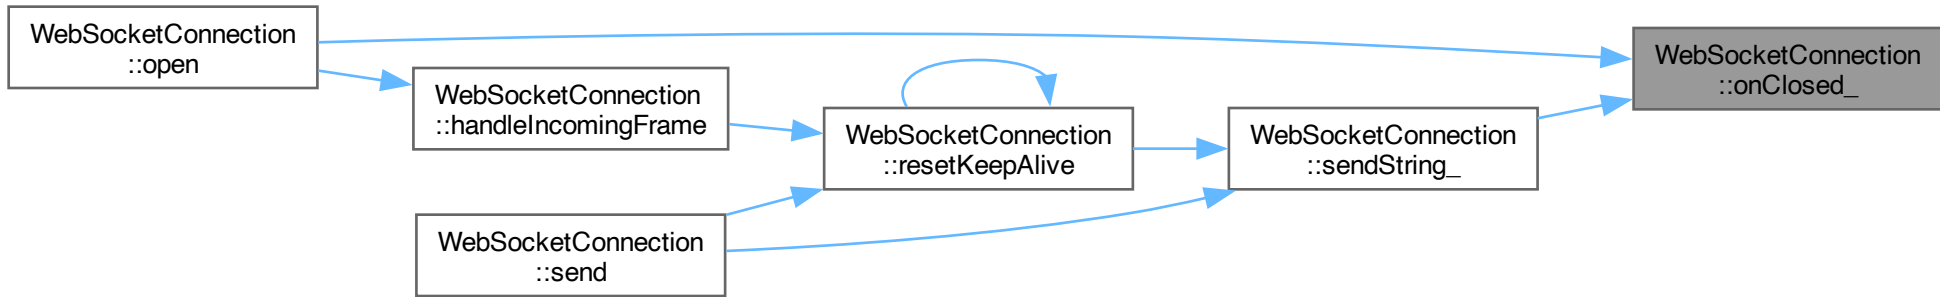 WebSocketConnection
::open
WebSocketConnection
::handleIncomingFrame
WebSocketConnection
::send
WebSocketConnection
::resetKeepAlive
WebSocketConnection
::sendString_
WebSocketConnection
::onClosed_